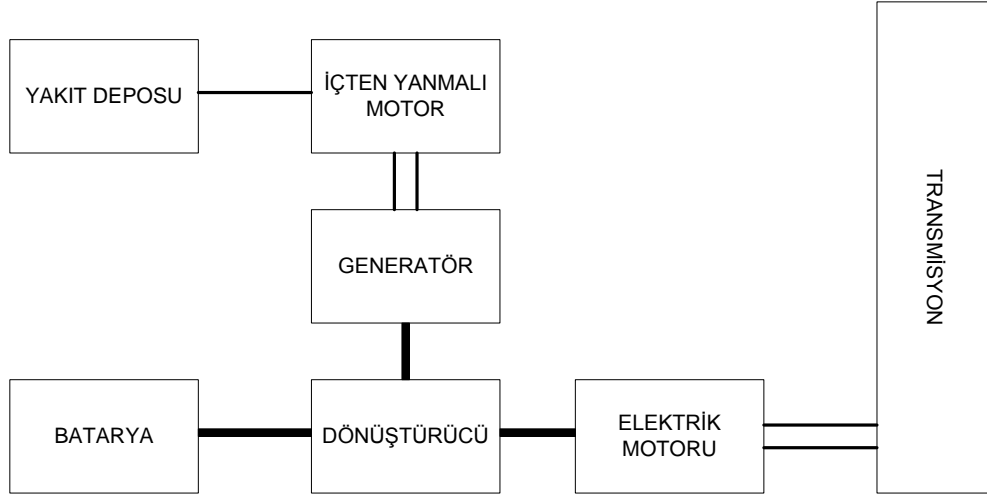 YAKIT DEPOSU
İÇTEN YANMALI
MOTOR
GENERATÖR
BATARYA
DÖNÜŞTÜRÜCÜ
ELEKTRİK
MOTORU
TRANSMİSYON